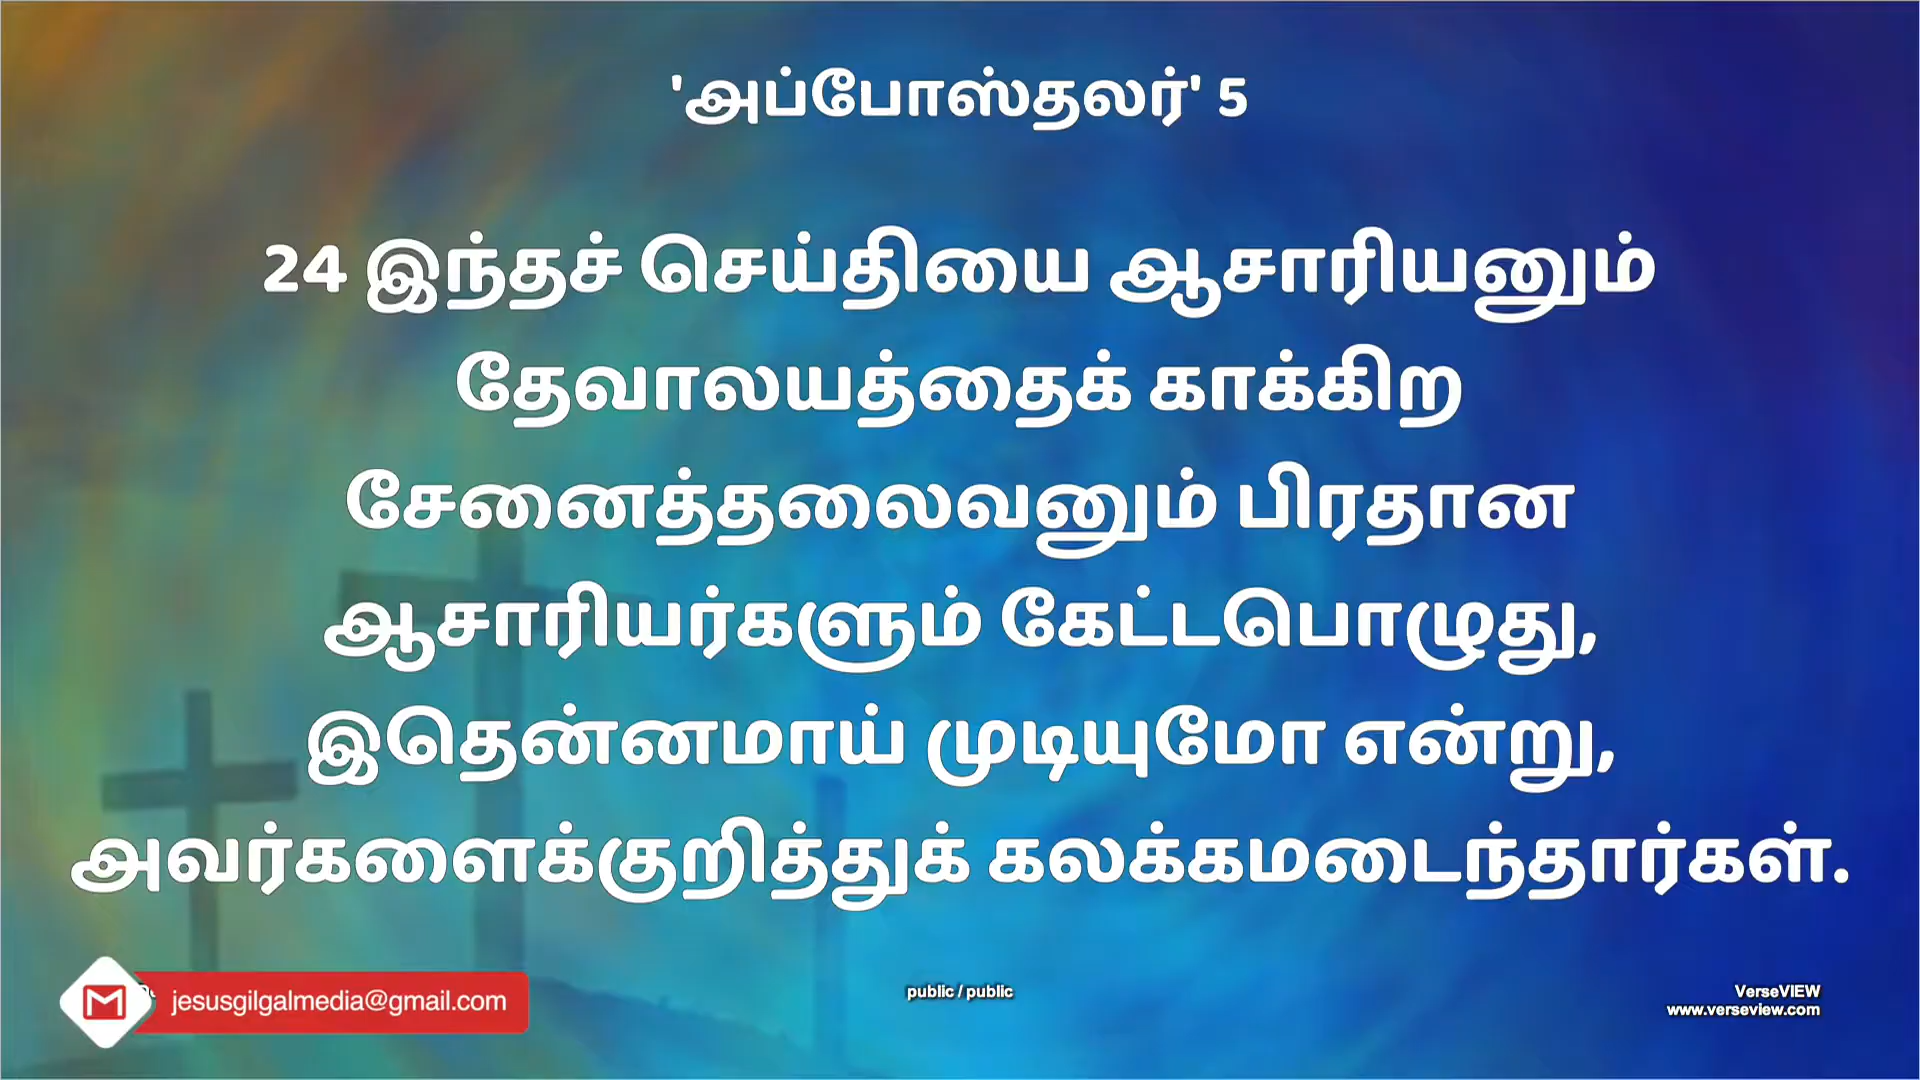 'அப்போஸ்தலர்' 5
24 இந்தச் செய்தியை ஆசாரியனும்
தேவாலயத்தைக் காக்கிற
சேனைத்தலைவனும் பிரதான
ஆசாரியர்களும் கேட்டபொழுது,
இதென்னமாய் முடியுமோ என்று,
அவர்களைக்குறித்துக் கலக்கமடைந்தார்கள்.
jesusgilgalmedia@gmail.com
public / public
VerseVIEW
www.verseview.com